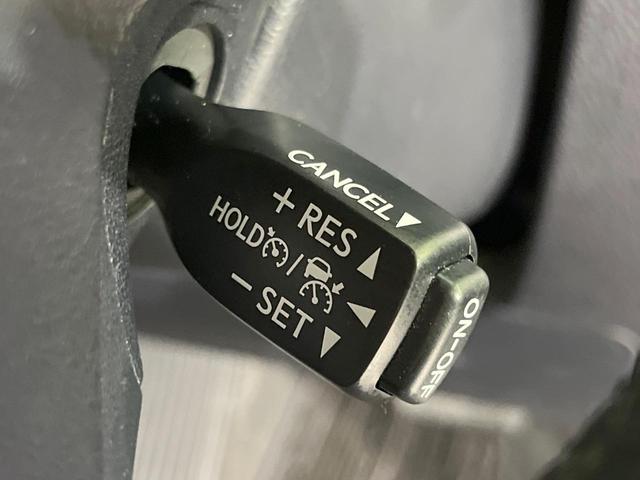 CANCEL▼
+ RES ▲
HOLD / ◀
− SET ▼
ON-OFF